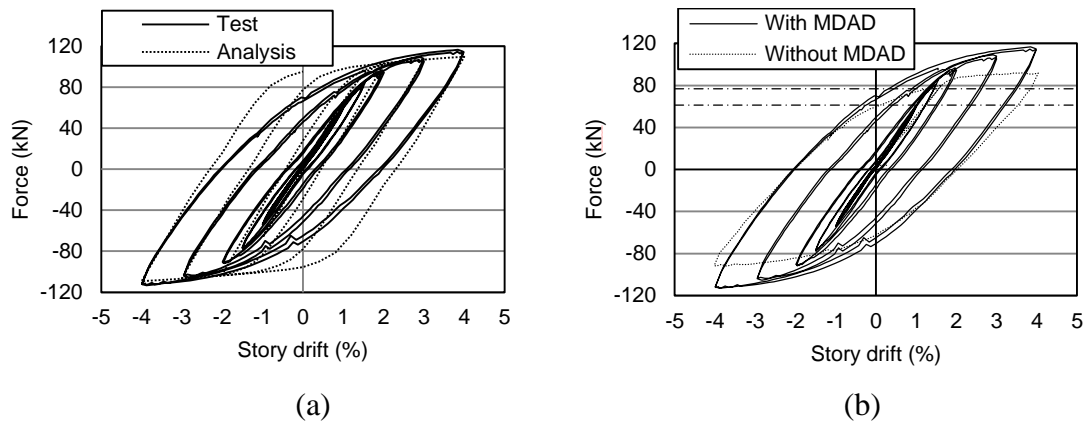 Test
Analysis
120
80
40
0
-40
-80
-120
Force (kN)
-5 -4 -3 -2 -1 0 1 2 3 4 5
Story drift (%)
(a)
With MDAD
Without MDAD
120
80
40
0
-40
-80
-120
Force (kN)
-5 -4 -3 -2 -1 0 1 2 3 4 5
Story drift (%)
(b)